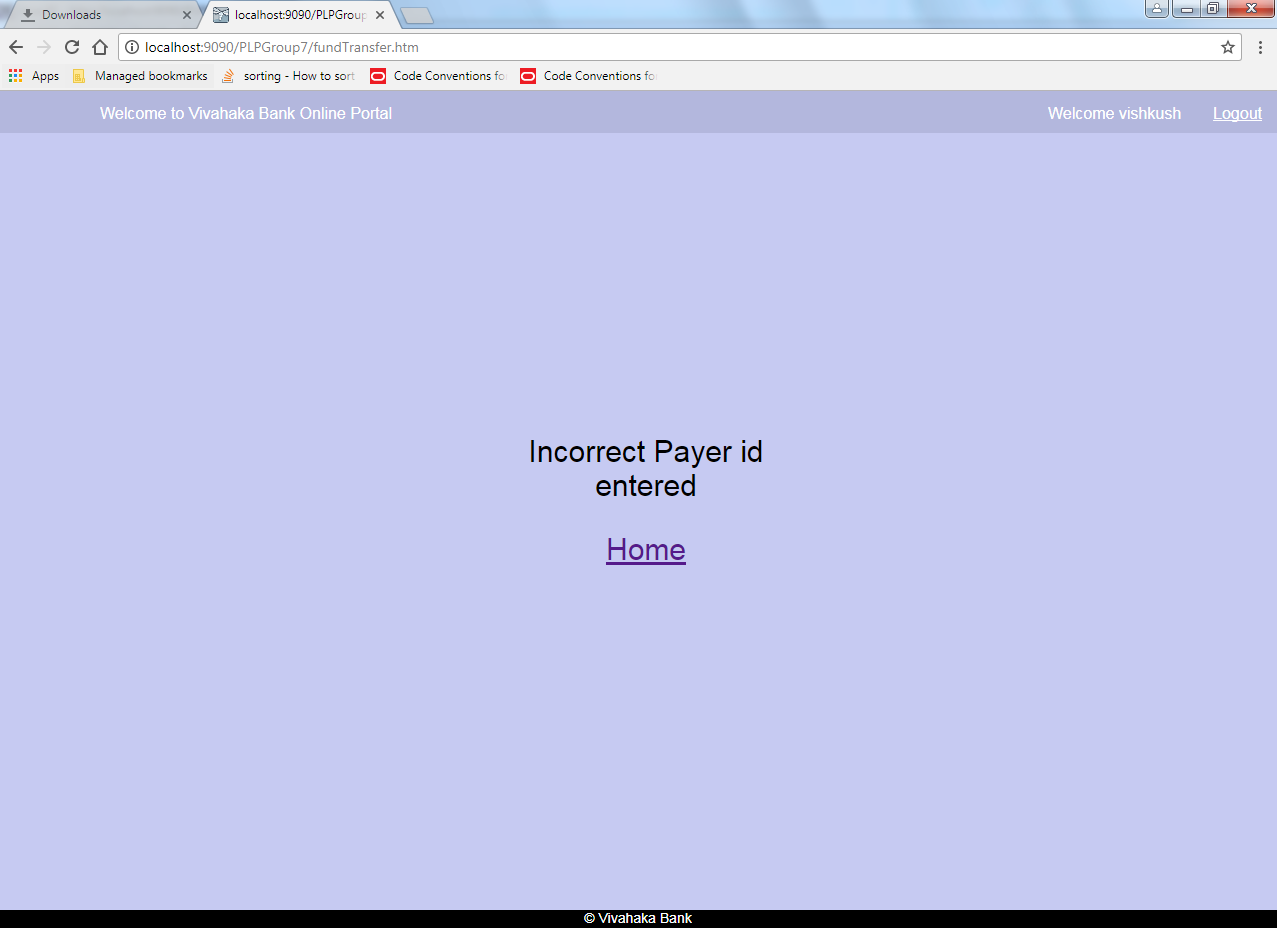 Downloads
localhost:9090/PLPGroup
localhost:9090/PLPGroup7/fundTransfer.htm
Apps Managed bookmarks sorting - How to sort Code Conventions fo Code Conventions fo
Welcome to Vivahaka Bank Online Portal Welcome vishkush Logout
Incorrect Payer id
entered
Home
© Vivahaka Bank